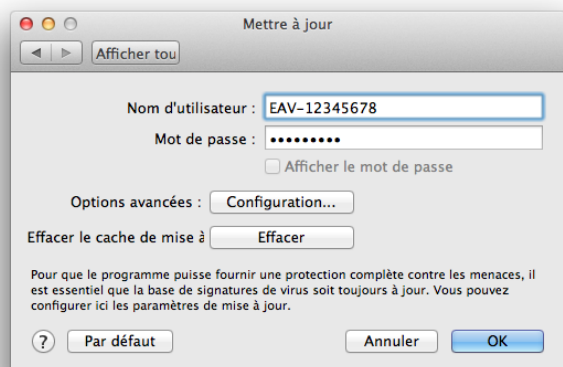 Mettre à jour
Afficher tou
Nom d'utilisateur : EAV-12345678
Mot de passe : •••••••••
Afficher le mot de passe
Options avancées : Configuration...
Effacer le cache de mise à Effacer
Pour que le programme puisse fournir une protection complète contre les menaces, il
est essentiel que la base de signatures de virus soit toujours à jour. Vous pouvez
configurer ici les paramètres de mise à jour.
? Par défaut Annuler OK